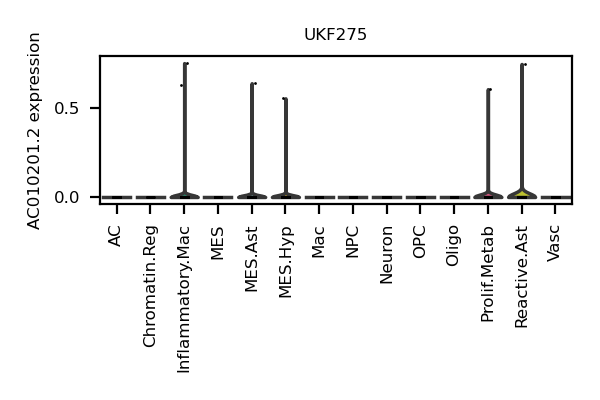 UKF275
AC010201.2 expression
0.5
0.0
AC
Chromatin.Reg
Inflammatory.Mac
MES
MES.Ast
MES.Hyp
Mac
NPC
Neuron
OPC
Oligo
Prolif.Metab
Reactive.Ast
Vasc